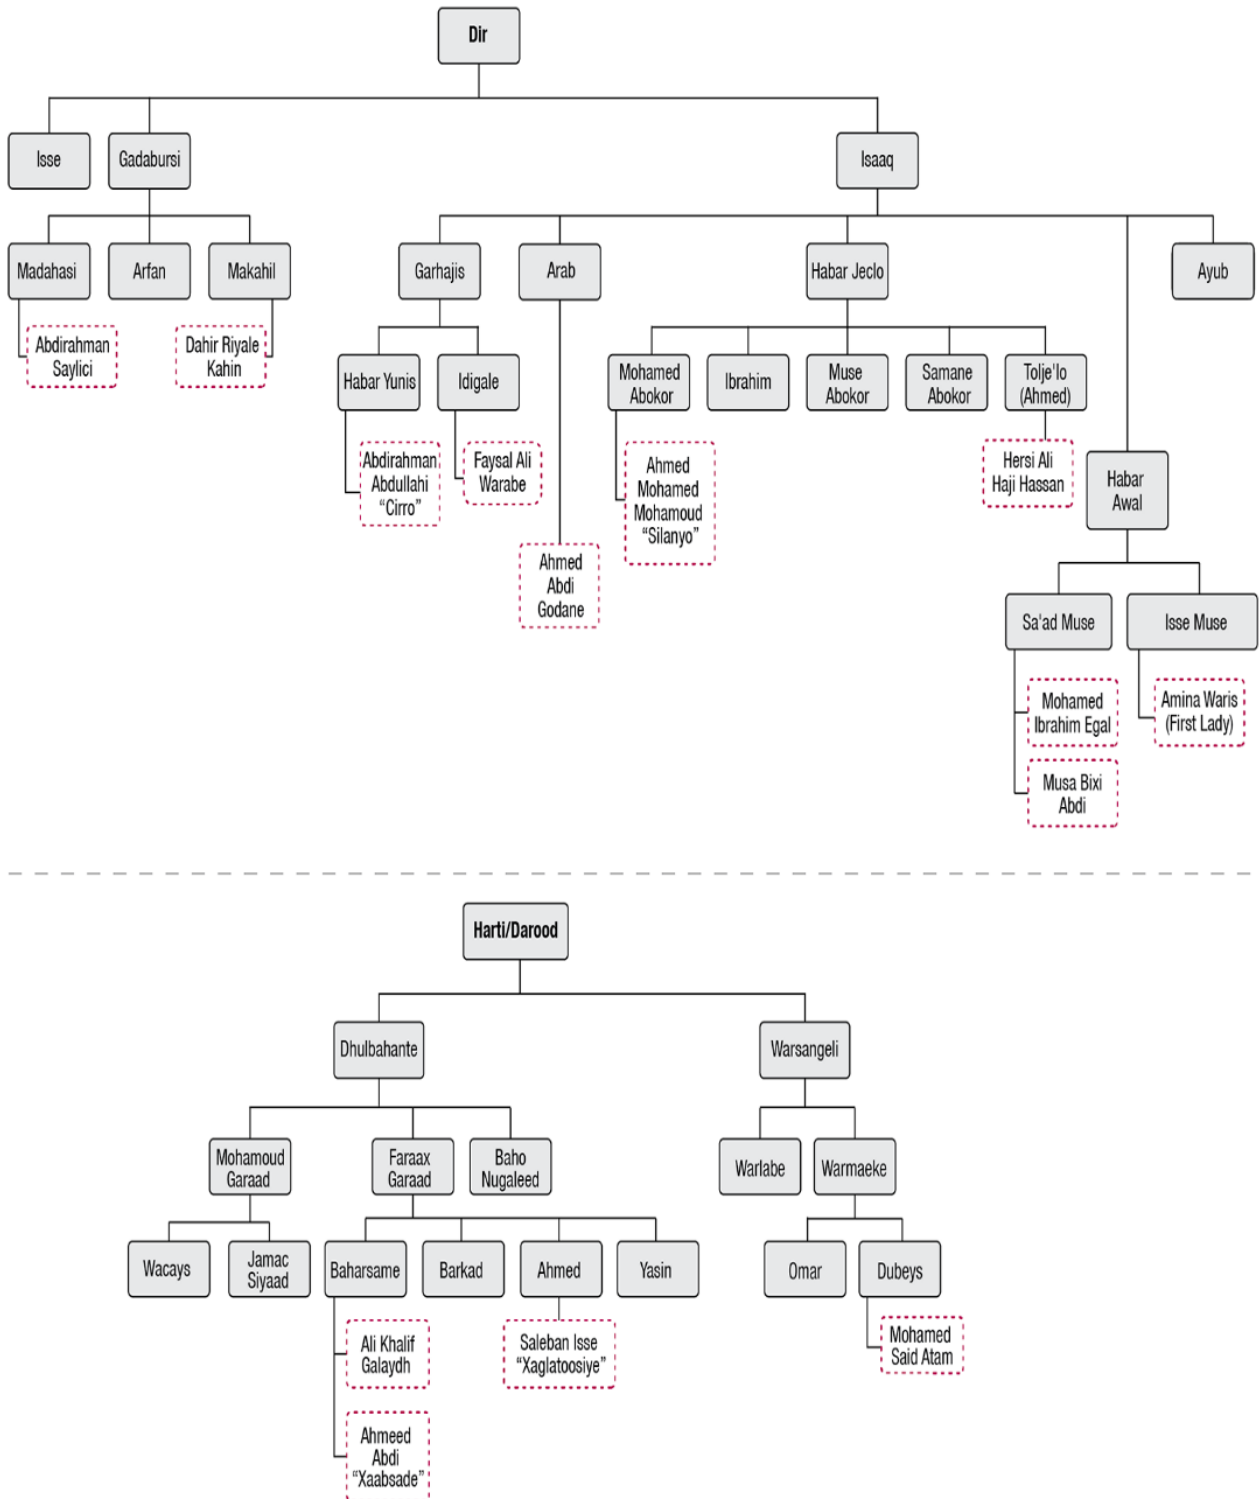 Dir
Isse
Gadabursi
Isaaq
Madahasi
Arfan
Makahil
Garhajis
Arab
Habar Jeclo
Ayub
Abdirahman
Saylici
Dahir Riyale
Kahin
Habar Yunis
Idigale
Mohamed
Abokor
Ibrahim
Muse
Abokor
Samane
Abokor
Tolje'lo
(Ahmed)
Abdirahman
Abdullahi
“Cirro”
Faysal Ali
Warabe
Ahmed
Mohamed
Mohamoud
“Silanyo”
Hersi Ali
Haji Hassan
Habar
Awal
Ahmed
Abdi
Godane
Sa'ad Muse
Isse Muse
Mohamed
Ibrahim Egal
Amina Waris
(First Lady)
Musa Bixi
Abdi
Harti/Darood
Dhulbahante
Warsangeli
Mohamoud
Garaad
Faraax
Garaad
Baho
Nugaleed
Warlabe
Warmaeke
Wacays
Jamac
Siyaad
Baharsame
Barkad
Ahmed
Yasin
Omar
Dubeys
Ali Khalif
Galaydh
Saleban Isse
“Xaglatoosiye”
Mohamed
Said Atam
Ahmeed
Abdi
“Xaabsade”